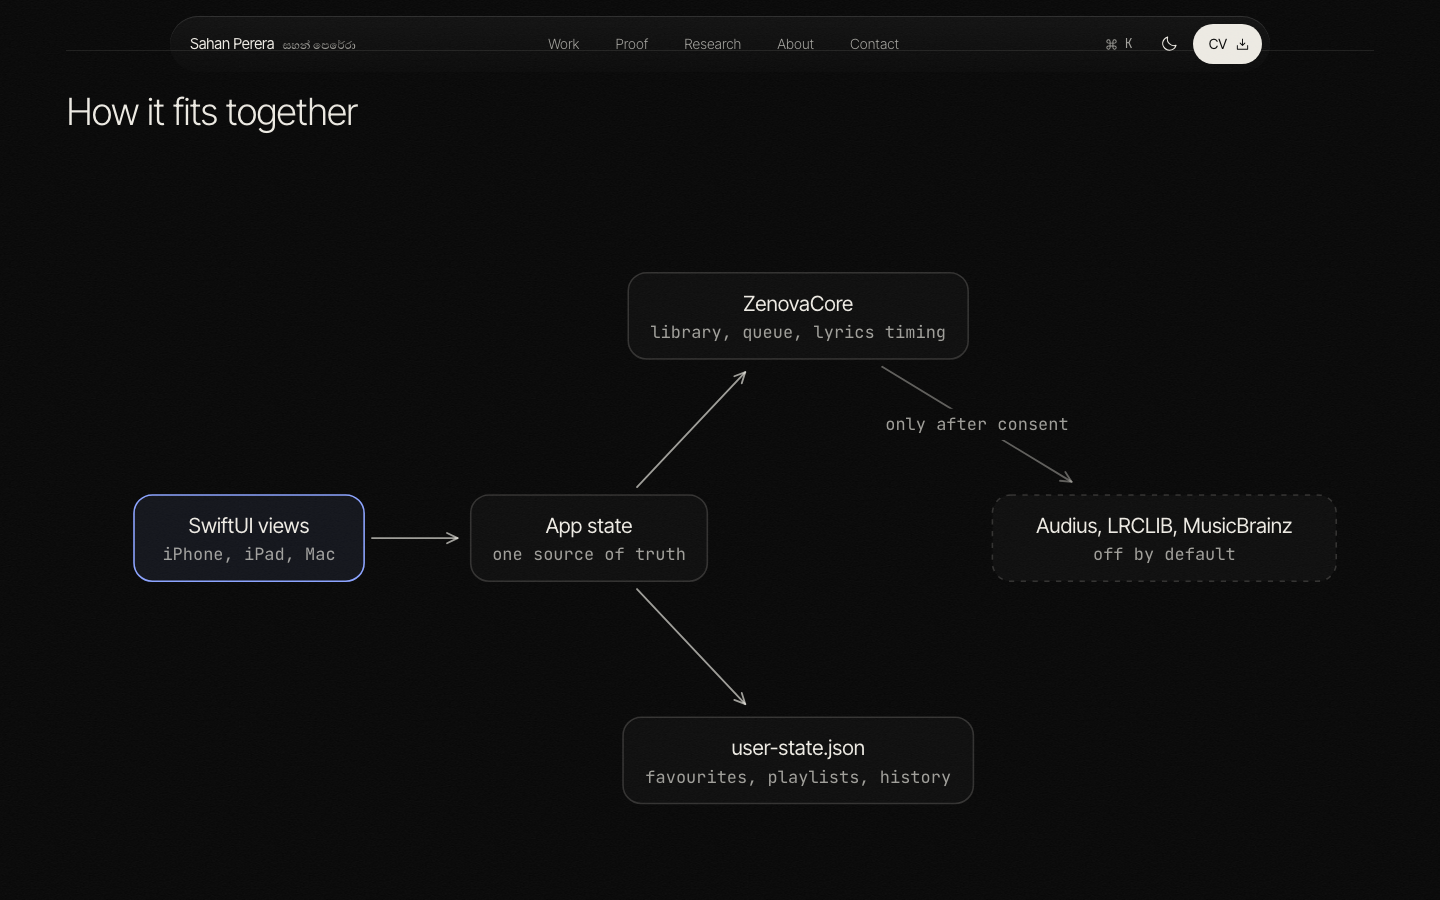 Sahan Perera සහන් පෙරේරා Work Proof Research About Contact ⌘ K CV
How it fits together
ZenovaCore
library, queue, lyrics timing
only after consent
SwiftUI views
iPhone, iPad, Mac
App state
one source of truth
Audius, LRCLIB, MusicBrainz
off by default
user-state.json
favourites, playlists, history